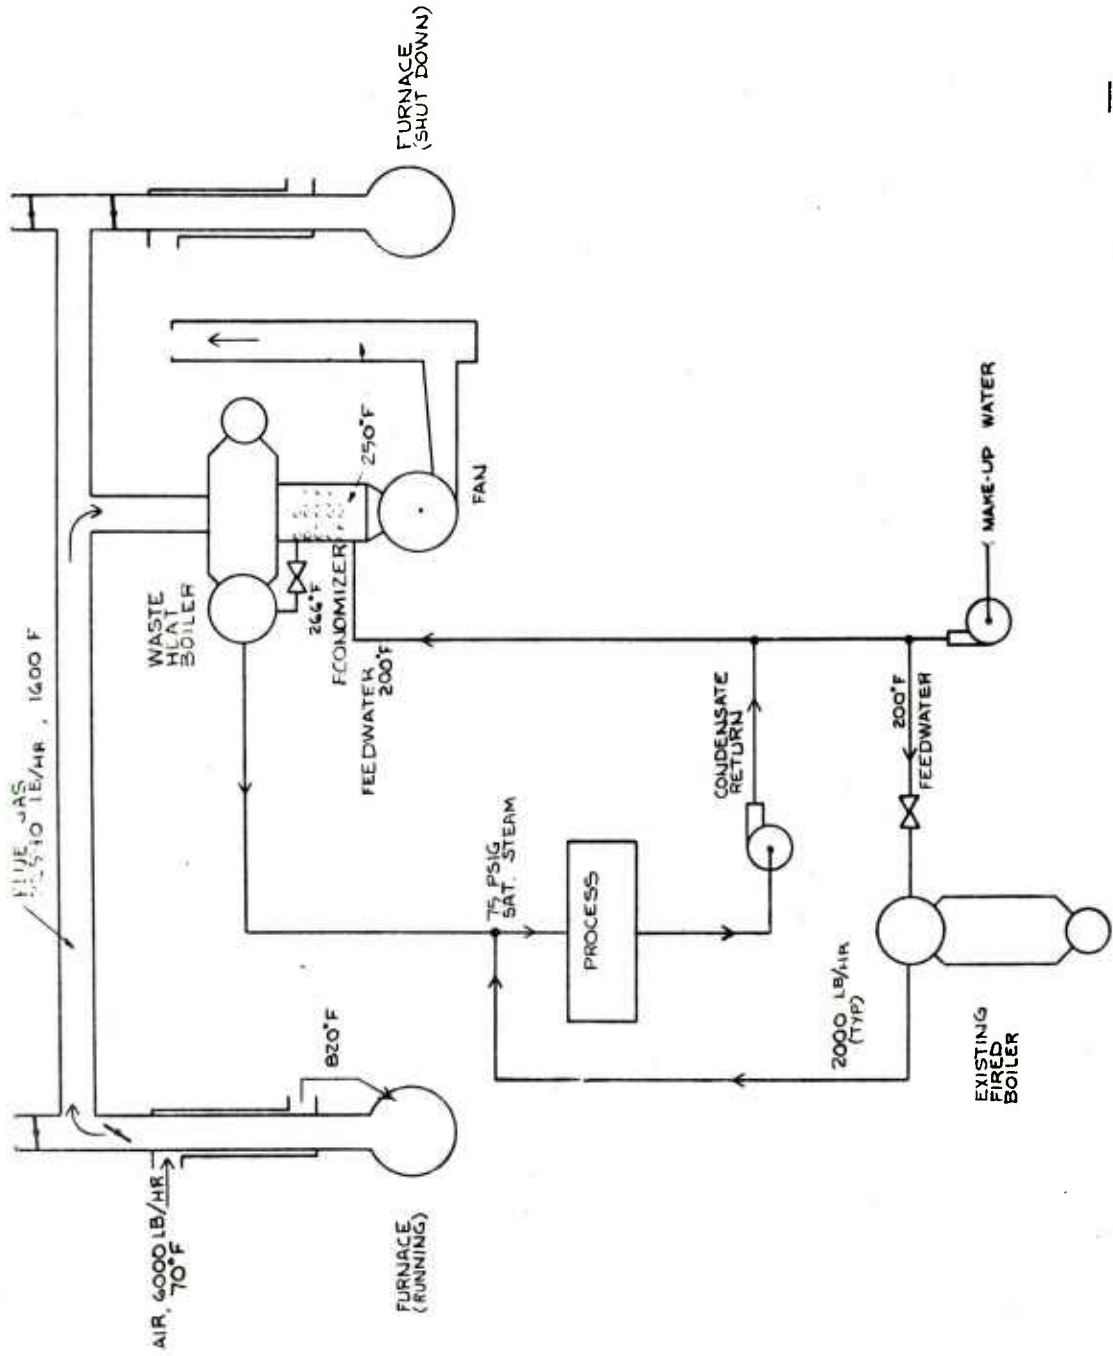 FURNACE
(SHUT DOWN)
1600 F
WASTE
HEAT
BOILER
250°F
FAN
266°F
ECONOMIZER
FEEDWATER
200°F
MAKE-UP WATER
CONDENSATE
RETURN
200°F
FEEDWATER
75 PSIG
SAT. STEAM
PROCESS
820°F
2000 LB/HR
(TYP)
EXISTING
FIRED
BOILER
AIR, 6000 LB/HR
70°F
FURNACE
(RUNNING)